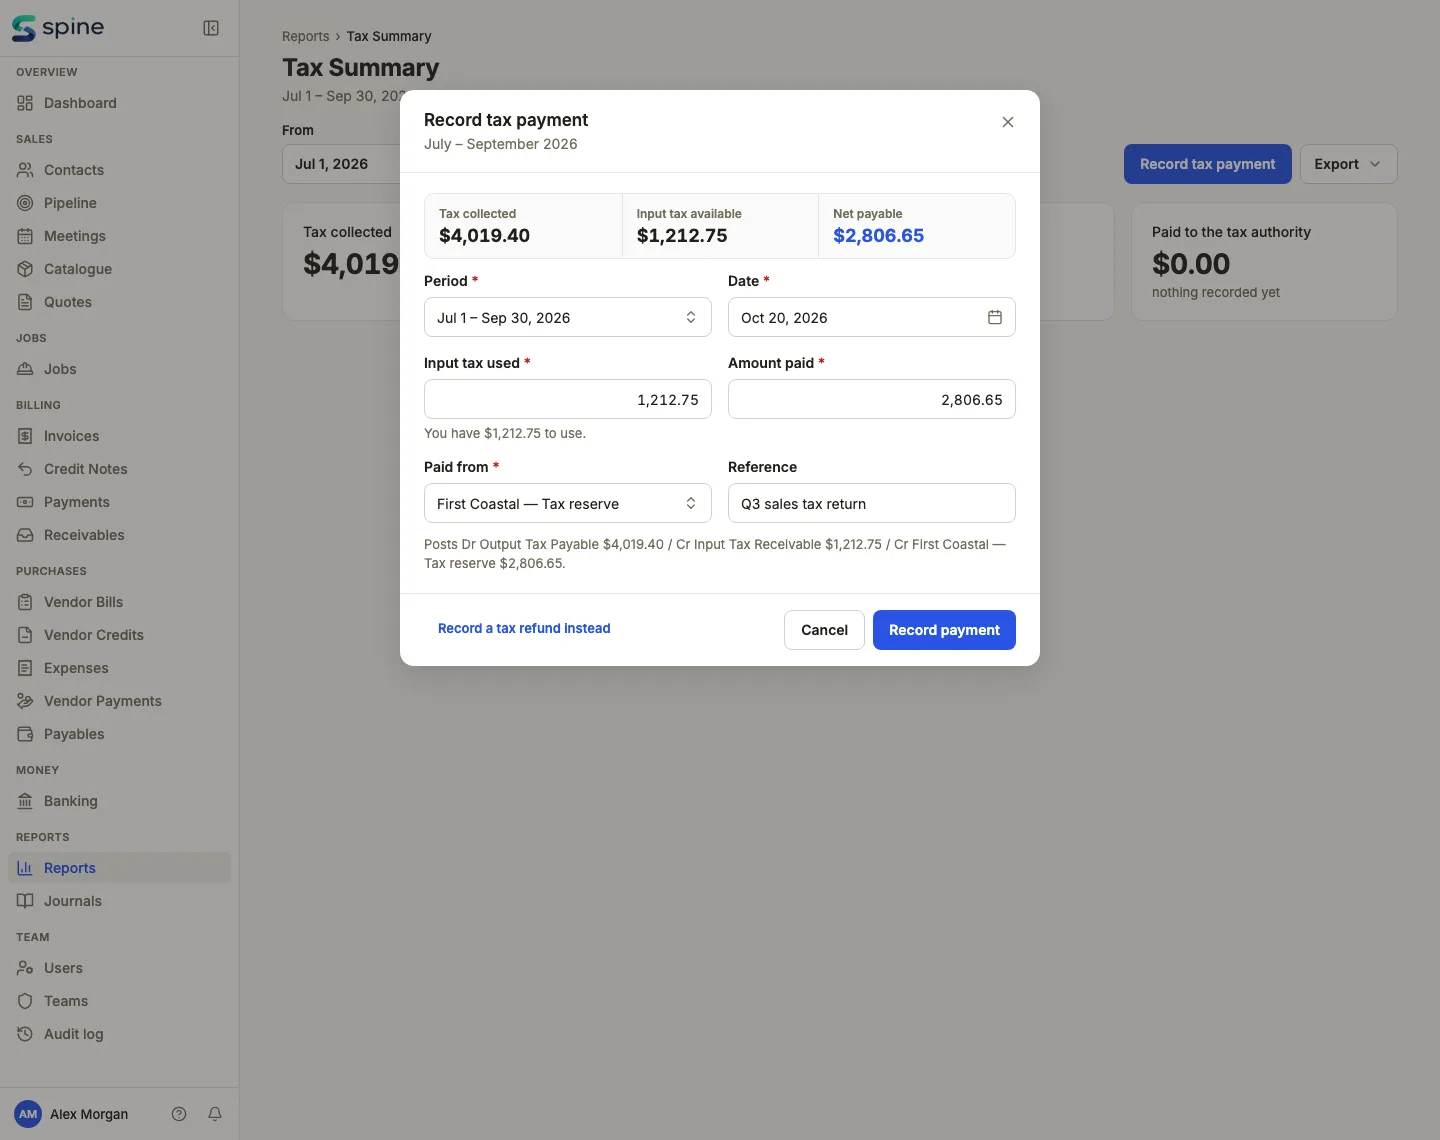 spine
OVERVIEW
Dashboard
SALES
Contacts
Pipeline
Meetings
Catalogue
Quotes
JOBS
Jobs
BILLING
Invoices
Credit Notes
Payments
Receivables
PURCHASES
Vendor Bills
Vendor Credits
Expenses
Vendor Payments
Payables
MONEY
Banking
REPORTS
Reports
Journals
TEAM
Users
Teams
Audit log
AM Alex Morgan
Reports › Tax Summary
Tax Summary
Jul 1 – Sep 30, 202
From
Jul 1, 2026
Record tax payment
Export
Tax collected
$4,019
Paid to the tax authority
$0.00
nothing recorded yet
Record tax payment
July – September 2026
Tax collected
$4,019.40
Input tax available
$1,212.75
Net payable
$2,806.65
Period *
Jul 1 – Sep 30, 2026
Date *
Oct 20, 2026
Input tax used *
1,212.75
You have $1,212.75 to use.
Amount paid *
2,806.65
Paid from *
First Coastal — Tax reserve
Reference
Q3 sales tax return
Posts Dr Output Tax Payable $4,019.40 / Cr Input Tax Receivable $1,212.75 / Cr First Coastal —
Tax reserve $2,806.65.
Record a tax refund instead
Cancel
Record payment